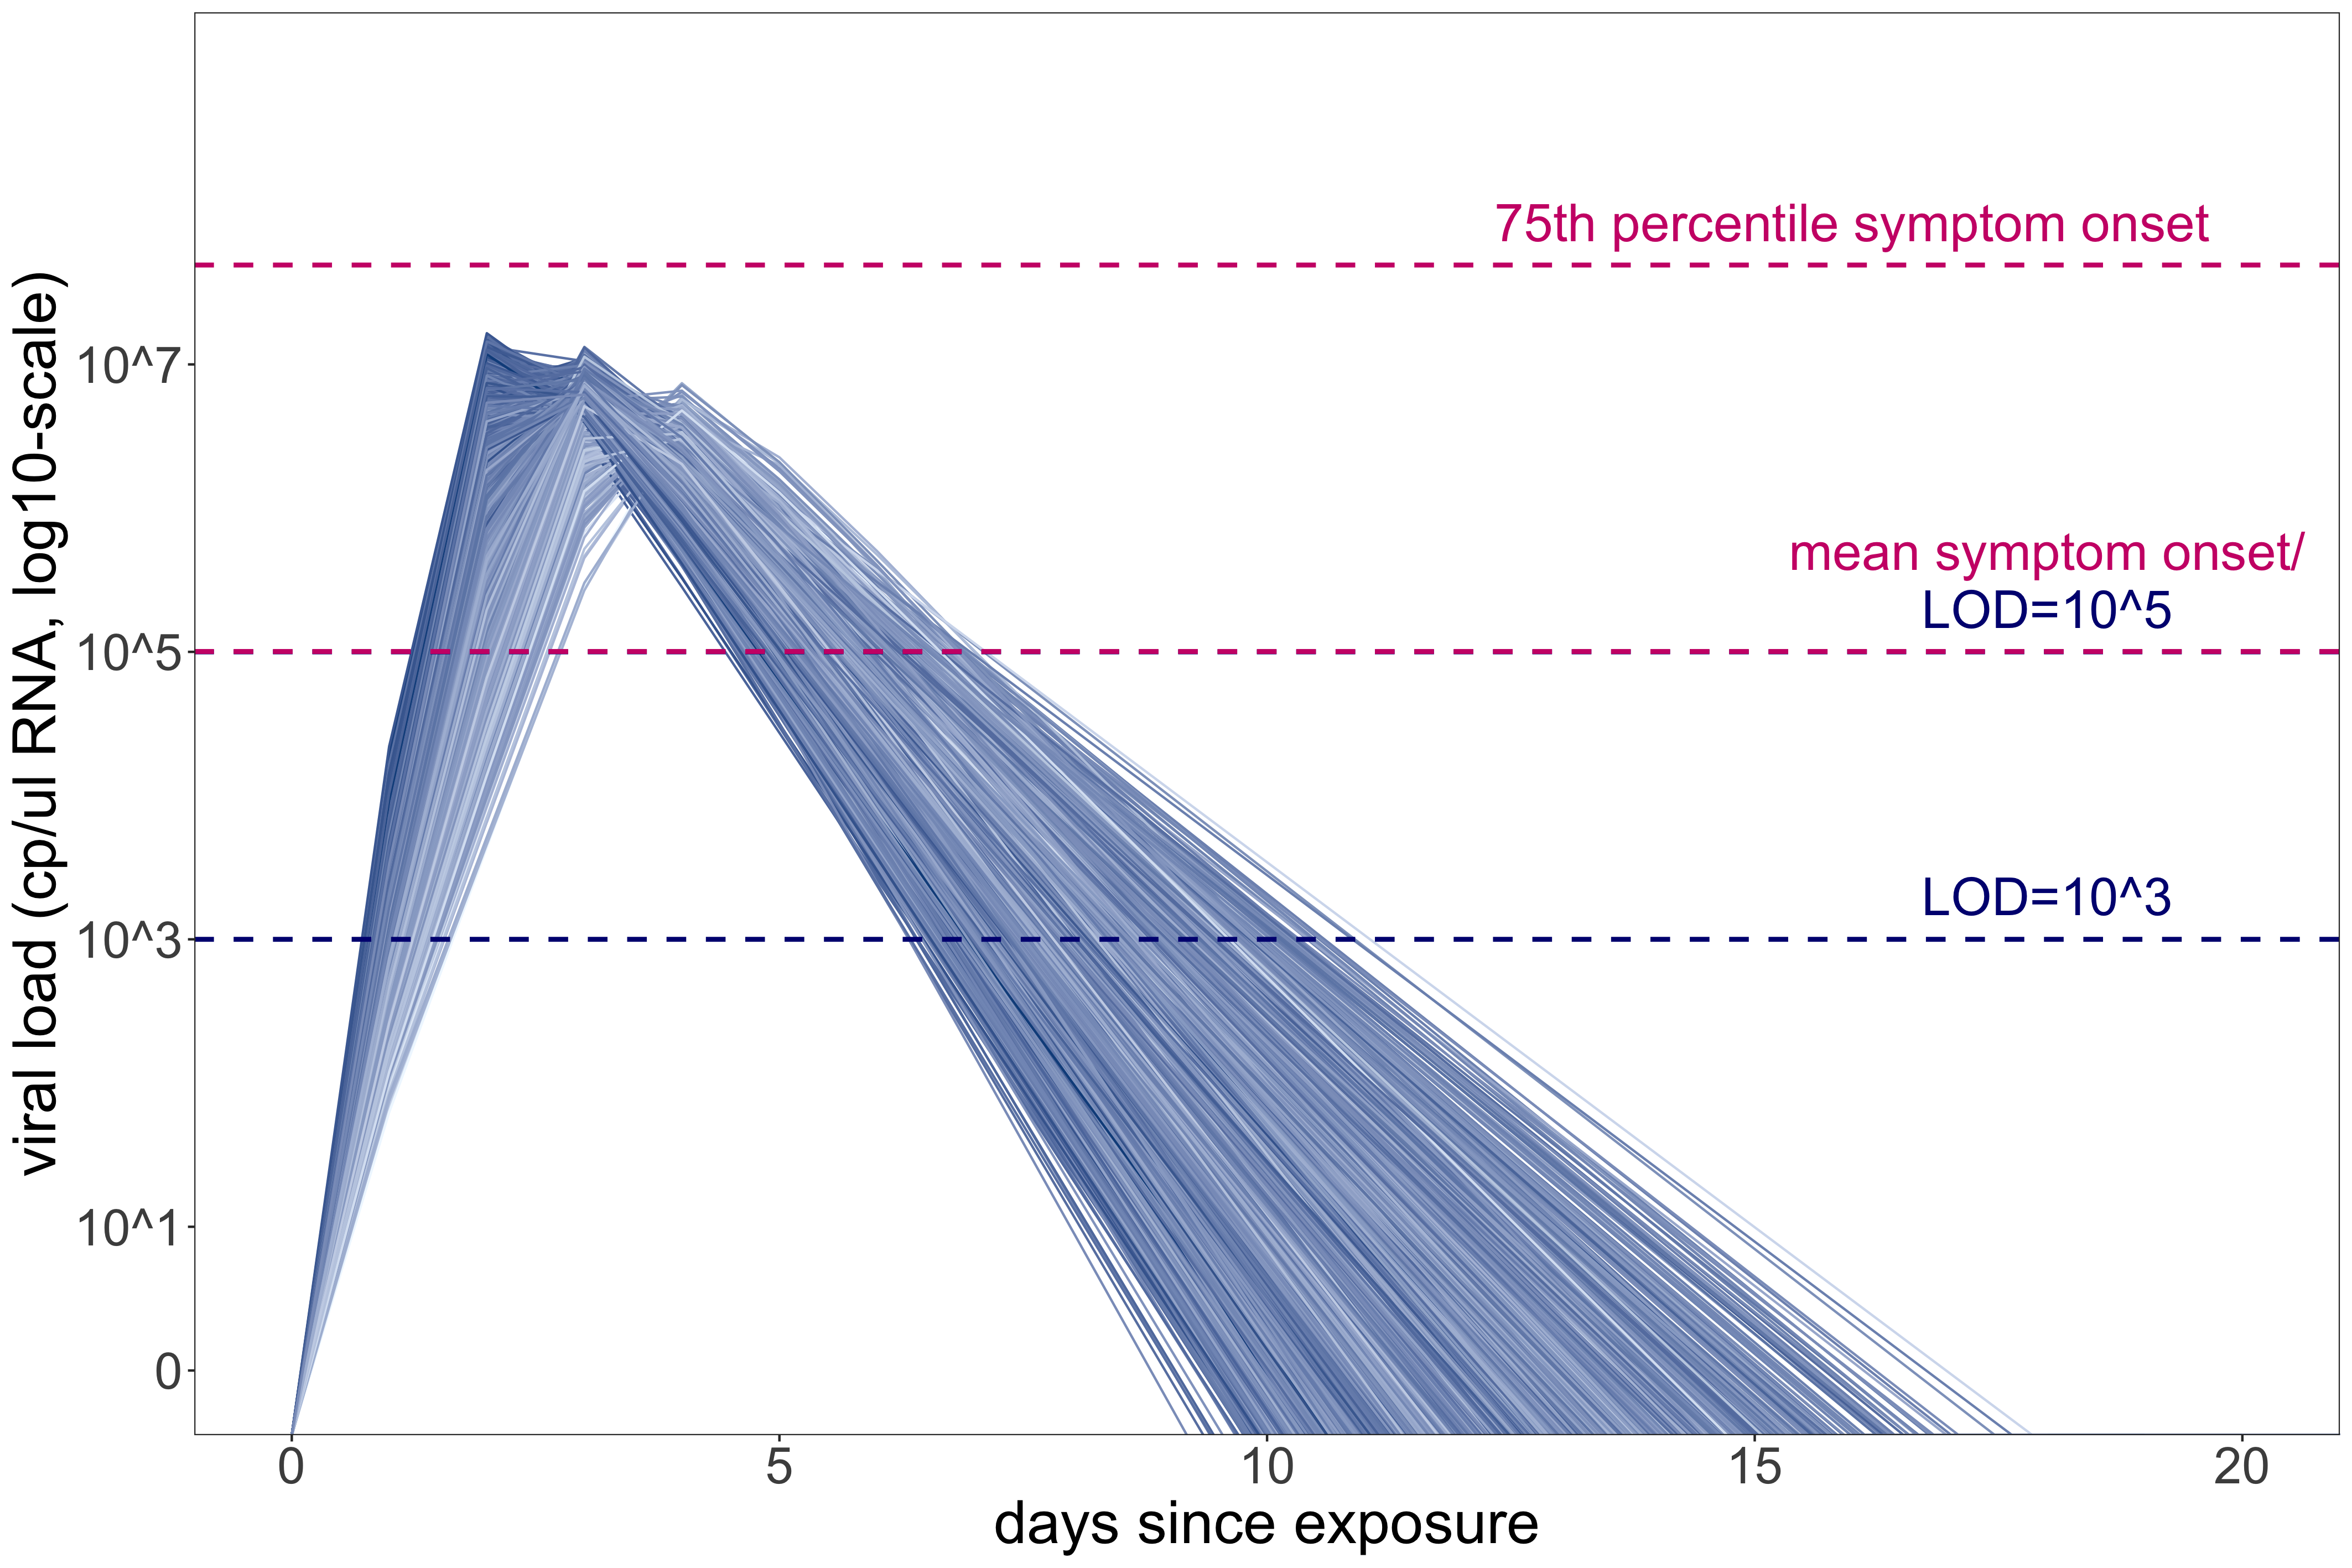 75th percentile symptom onset
mean symptom onset/
LOD=10^5
LOD=10^3
viral load (cp/ul RNA, log10-scale)
10^7
10^5
10^3
10^1
0
0 5 10 15 20
days since exposure